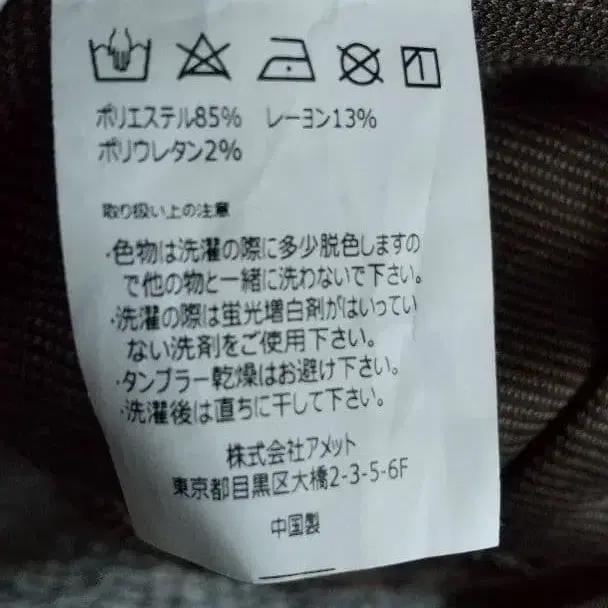 ポリエステル85%　レーヨン13%
ポリウレタン2%
取り扱い上の注意
・色物は洗濯の際に多少脱色しますの
で他の物と一緒に洗わないで下さい。
・洗濯の際は蛍光増白剤がはいってい
ない洗剤をご使用下さい。
・タンブラー乾燥はお避け下さい。
・洗濯後は直ちに干して下さい。
株式会社アメット
東京都目黒区大橋2-3-5-6F
中国製